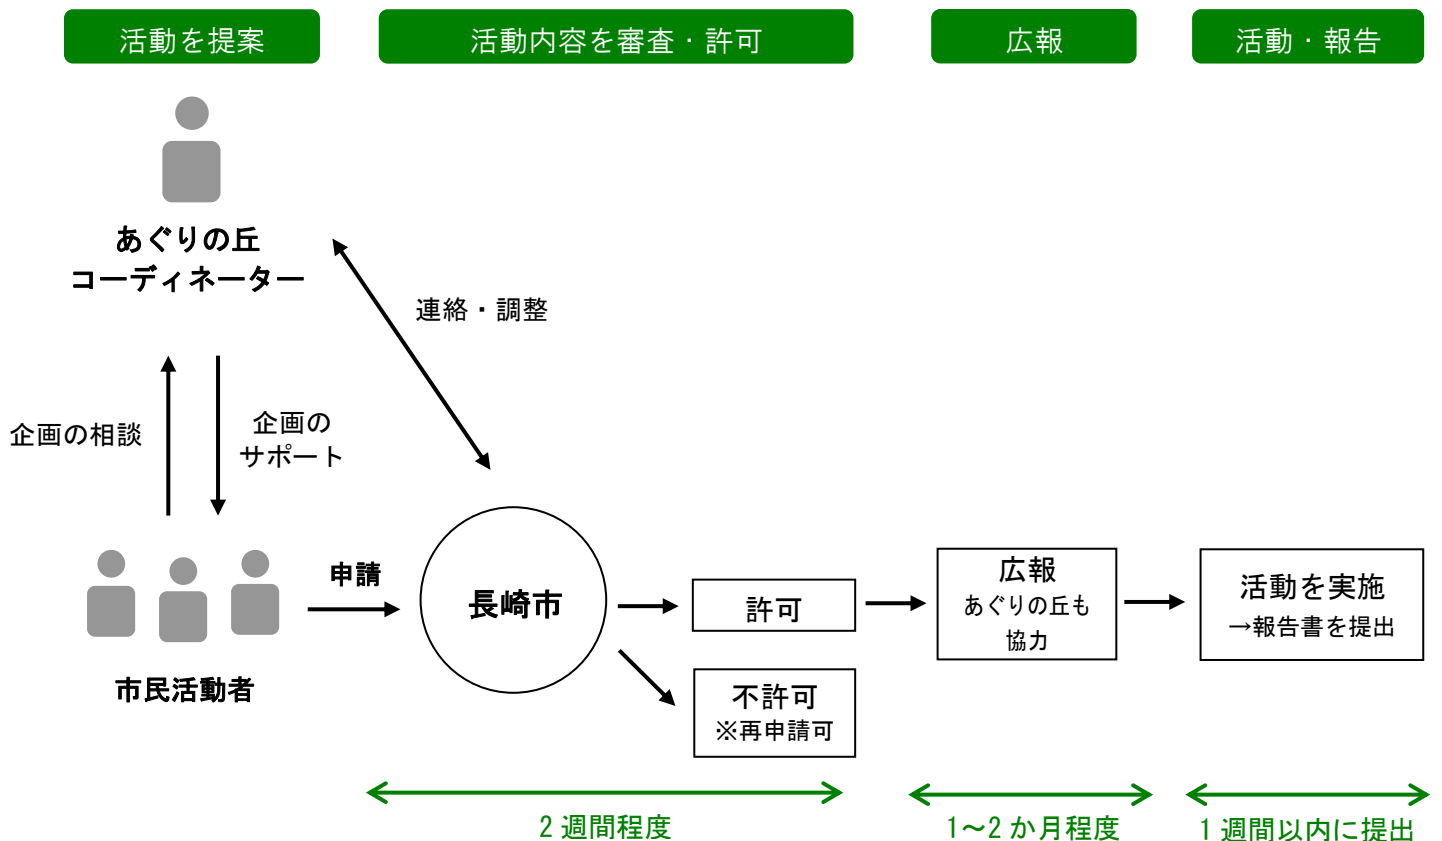 活動を提案
活動内容を審査・許可
広報
活動・報告
あぐりの丘
コーディネーター
連絡・調整
企画の相談
企画の
サポート
申請
長崎市
許可
不許可
※再申請可
広報
あぐりの丘も
協力
活動を実施
→報告書を提出
市民活動者
2 週間程度
1～2 か月程度
1 週間以内に提出